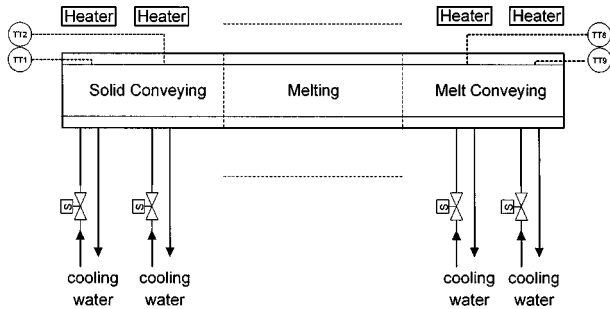 Heater Heater Heater Heater
TT2 TT8
TT1 TT9
Solid Conveying Melting Melt Conveying
S S S S
cooling cooling cooling cooling
water water water water